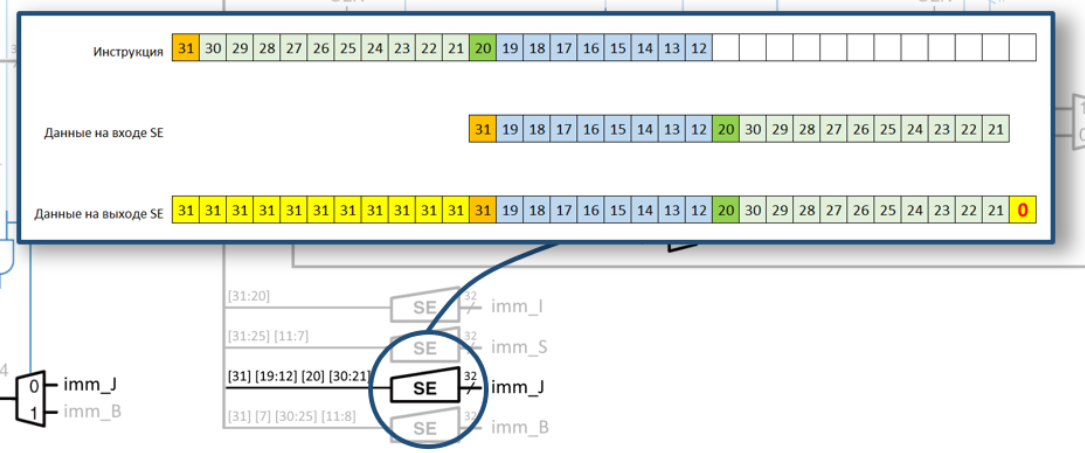 Инструкция 31 30 29 28 27 26 25 24 23 22 21 20 19 18 17 16 15 14 13 12
Данные на входе SE 31 19 18 17 16 15 14 13 12 20 30 29 28 27 26 25 24 23 22 21
Данные на выходе SE 31 31 31 31 31 31 31 31 31 31 31 31 19 18 17 16 15 14 13 12 20 30 29 28 27 26 25 24 23 22 21 0
[31:20] SE 32 imm_I
[31:25] [11:7] SE 32 imm_S
4 0 imm_J [31] [19:12] [20] [30:21] SE 32 imm_J
1 imm_B [31] [7] [30:25] [11:8] SE 32 imm_B